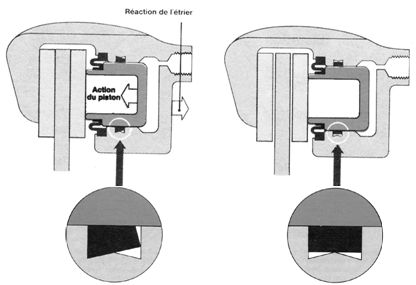 Réaction de l'étrier
Action
du piston